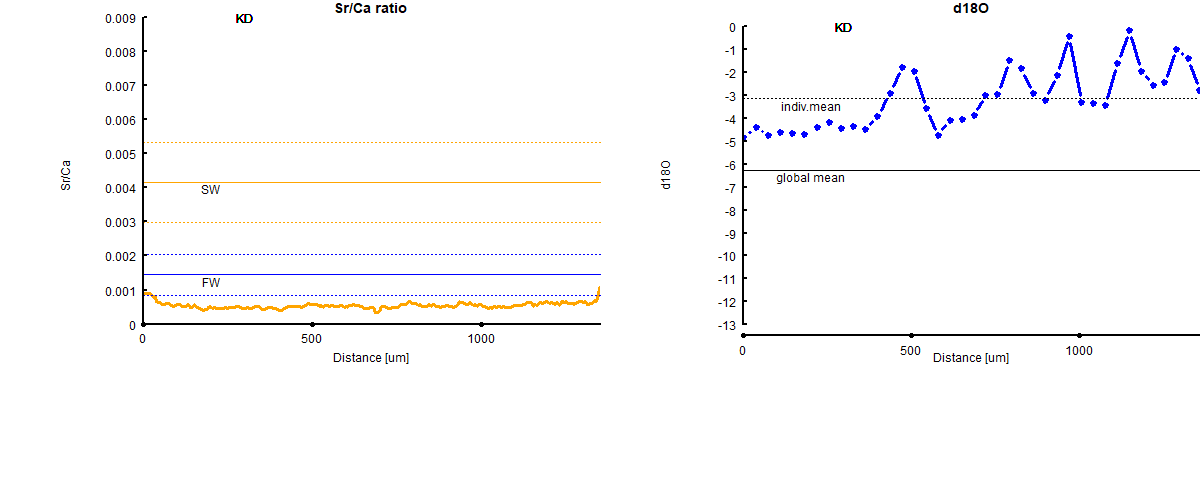 Sr/Ca ratio
KD
0.009
0.008
0.007
0.006
0.005
0.004
0.003
0.002
0.001
0
Sr/Ca
SW
FW
0 500 1000
Distance [um]
d18O
KD
0
-1
-2
-3
-4
-5
-6
-7
-8
-9
-10
-11
-12
-13
d18O
indiv.mean
global mean
0 500 1000
Distance [um]